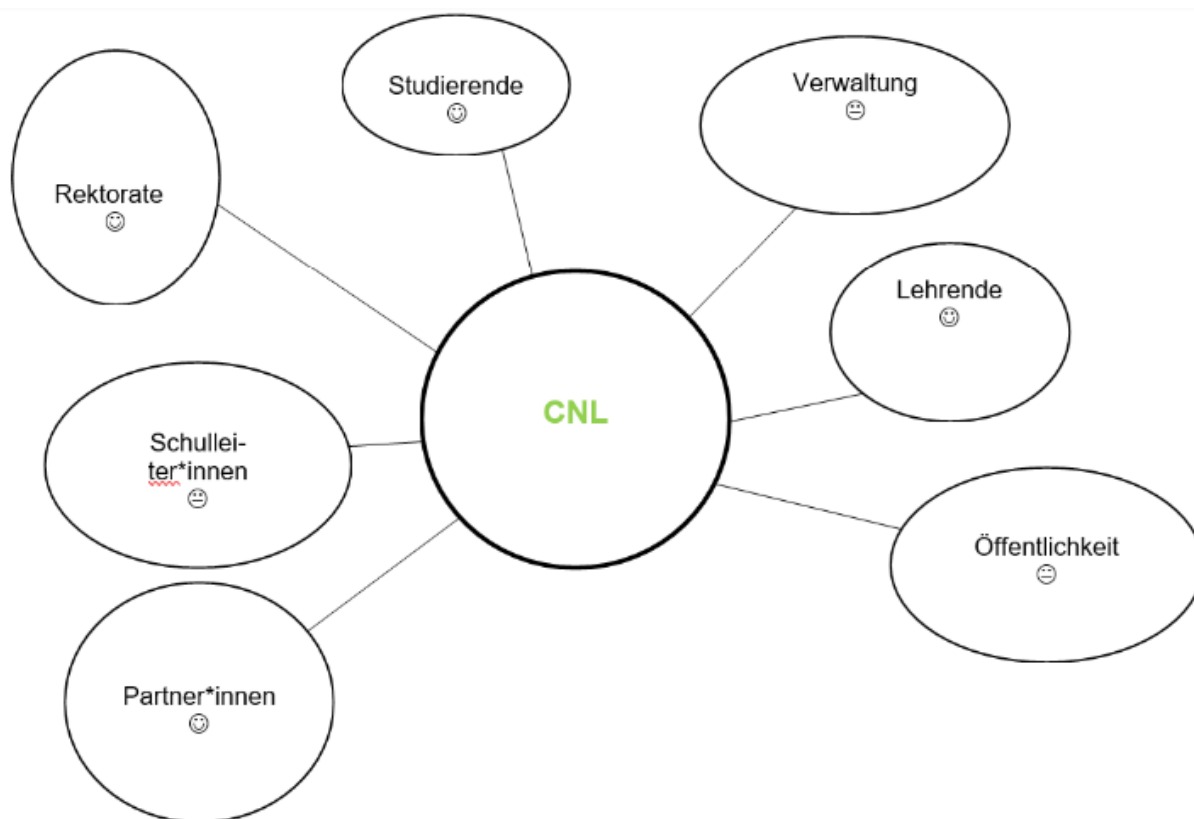 Studierende
☺
Verwaltung
😐
Rektorate
☺
Lehrende
☺
CNL
Schullei-
ter*innen
😐
Öffentlichkeit
😐
Partner*innen
☺